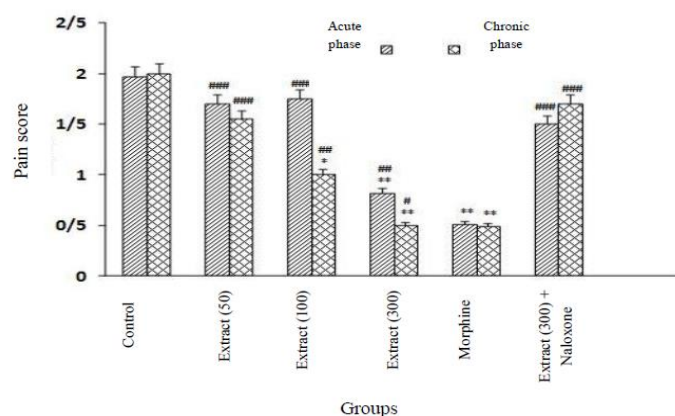 Acute phase
Chronic phase
Pain score
2/5
2
1/5
1
0/5
0
###
###
###
##
*
##
**
#
**
**
**
###
###
Control
Extract (50)
Extract (100)
Extract (300)
Morphine
Extract (300) +
Naloxone
Groups